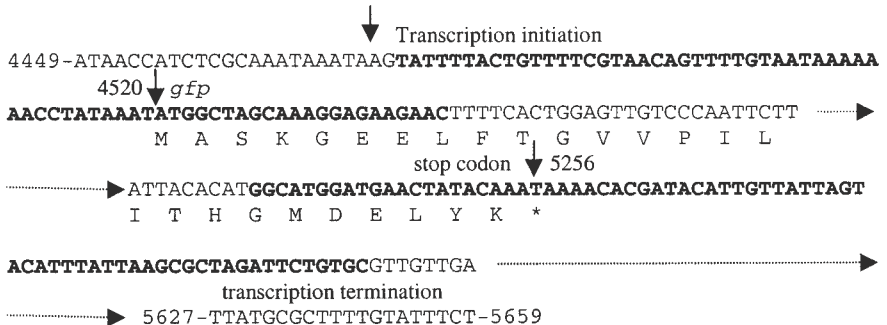 Transcription initiation
4449-ATAACCATCTCGCAAATAAATAAGTATTTTACTGTTTTCGTAACAGTTTTGTAATAAAAA
4520 gfp
AACCTATAAATATGGCTAGCAAAGGAGAAGAACTTTTCACTGGAGTTGTCCCAATTCTT
M A S K G E E L F T G V V P I L
stop codon 5256
ATTACACATGGCATGGATGAACTATACAAATAAAACACGATACATTGTTATTAGT
I T H G M D E L Y K *
ACATTTATTAAGCGCTAGATTCTGTGCGTTGTTGA
transcription termination
5627-TTATGCGCTTTTGTATTTCT-5659